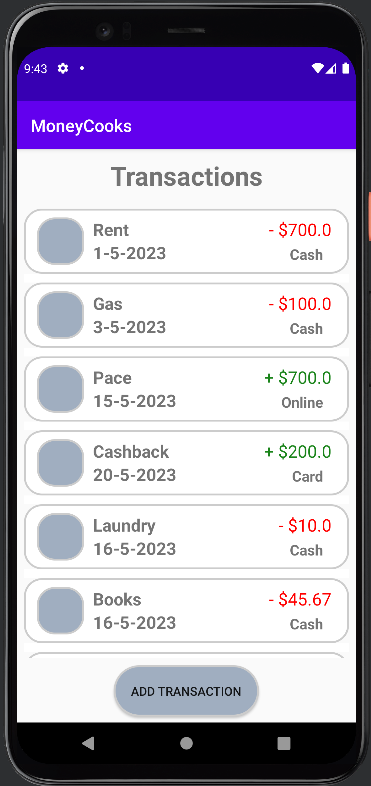 9:43
MoneyCooks
Transactions
Rent - $700.0
1-5-2023 Cash
Gas - $100.0
3-5-2023 Cash
Pace + $700.0
15-5-2023 Online
Cashback + $200.0
20-5-2023 Card
Laundry - $10.0
16-5-2023 Cash
Books - $45.67
16-5-2023 Cash
ADD TRANSACTION